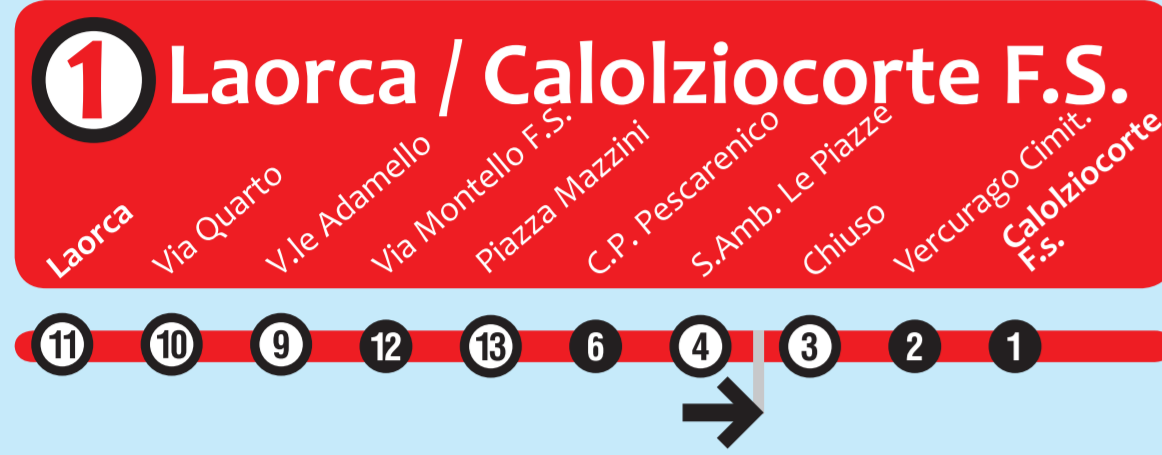 1 Laorca / Calolziocorte F.S.
Laorca
Via Quarto
V.le Adamello
Via Montello F.S.
Piazza Mazzini
C.P. Pescarenico
S.Amb. Le Piazze
Chiuso
Vercurago Cimit.
Calolziocorte
F.s.
11 10 9 12 13 6 4 3 2 1